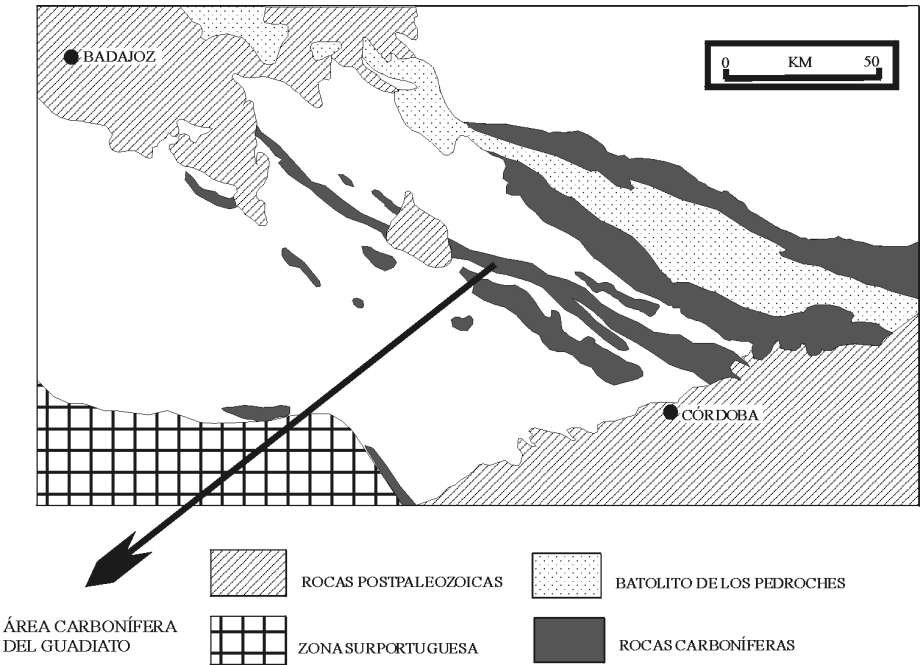 BADAJOZ
0 KM 50
CÓRDOBA
ROCAS POSTPALEOZOICAS
BATOLITO DE LOS PEDROCHES
ÁREA CARBONÍFERA
DEL GUADIATO
ZONA SURPORTUGUESA
ROCAS CARBONÍFERAS